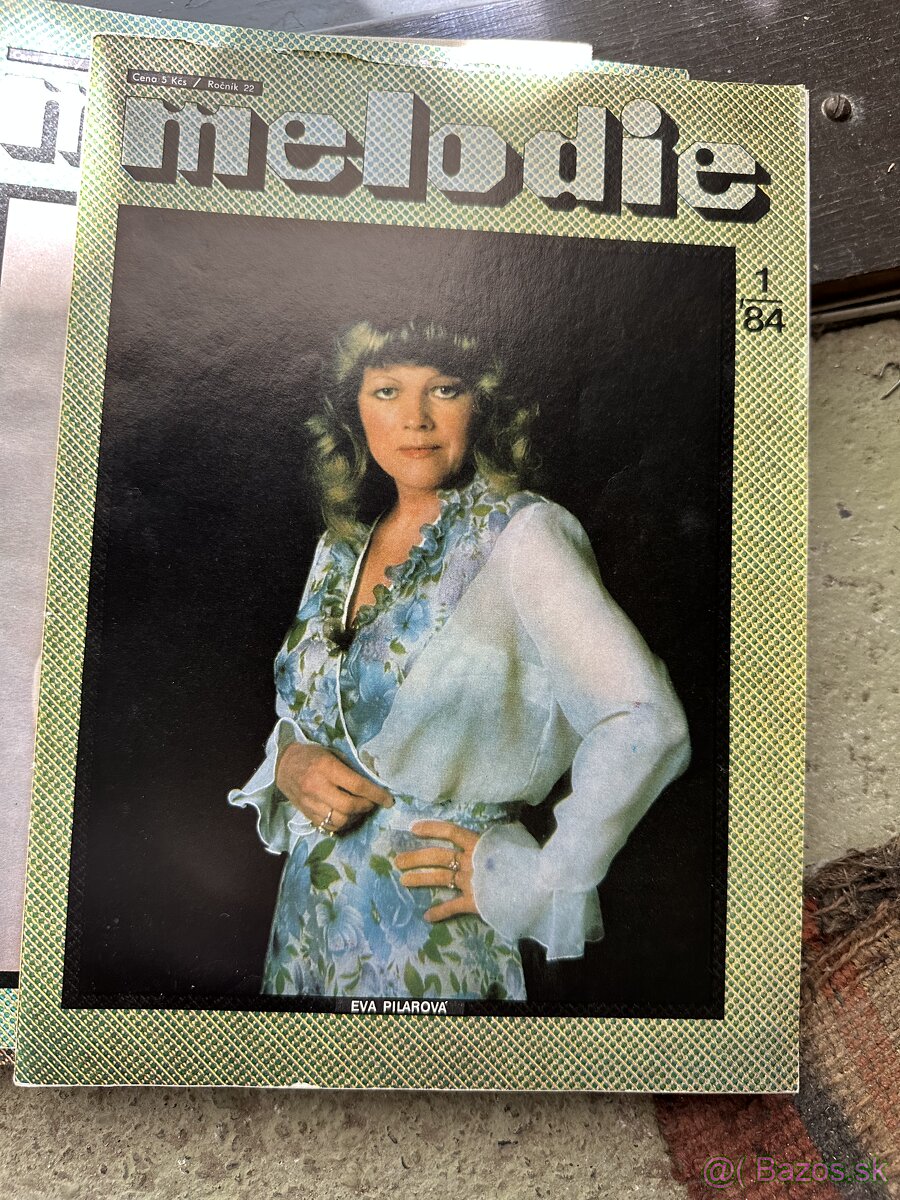 Cena 5 Kčs / Ročník 22
melodie
1
'84
EVA PILAROVÁ
@( Bazos.sk